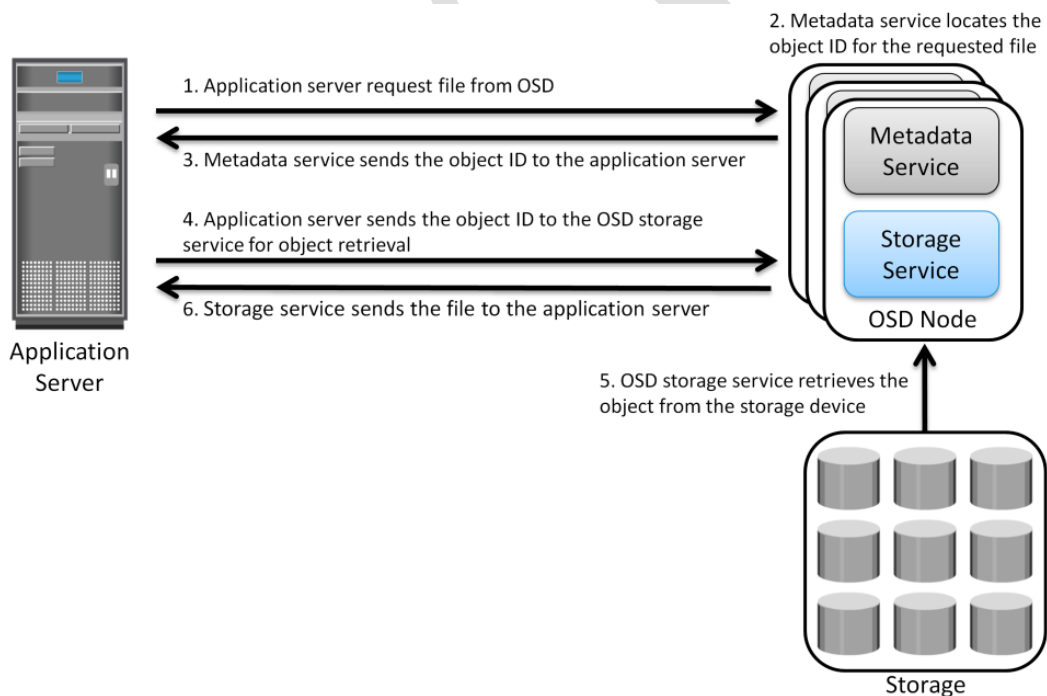 2. Metadata service locates the
object ID for the requested file
1. Application server request file from OSD
3. Metadata service sends the object ID to the application server
4. Application server sends the object ID to the OSD storage
service for object retrieval
6. Storage service sends the file to the application server
Metadata
Service
Storage
Service
OSD Node
Application
Server
5. OSD storage service retrieves the
object from the storage device
Storage